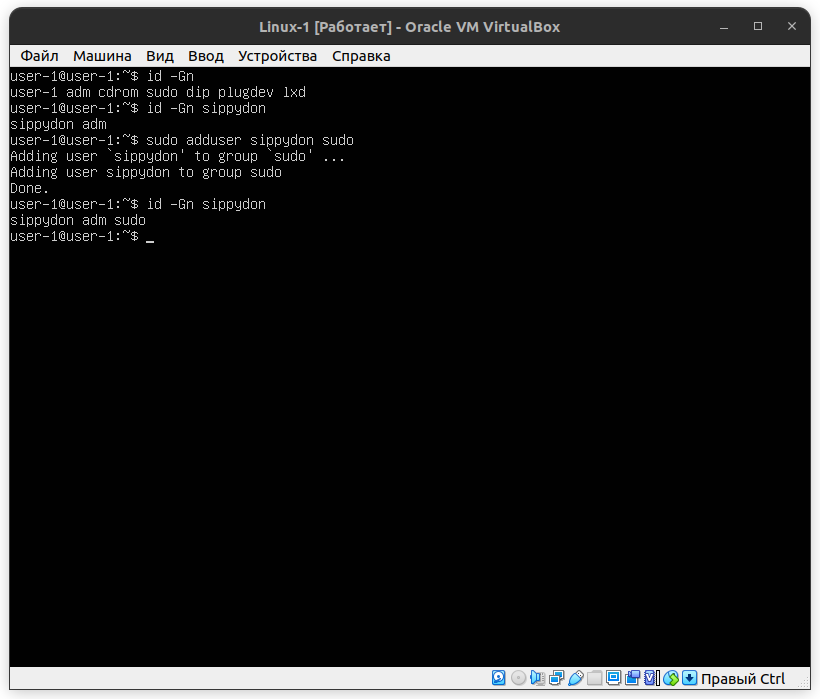 Linux-1 [Работает] - Oracle VM VirtualBox
Файл Машина Вид Ввод Устройства Справка
user-1@user-1:~$ id -Gn
user-1 adm cdrom sudo dip plugdev lxd
user-1@user-1:~$ id -Gn sippydon
sippydon adm
user-1@user-1:~$ sudo adduser sippydon sudo
Adding user `sippydon' to group `sudo' ...
Adding user sippydon to group sudo
Done.
user-1@user-1:~$ id -Gn sippydon
sippydon adm sudo
user-1@user-1:~$ _
Правый Ctrl